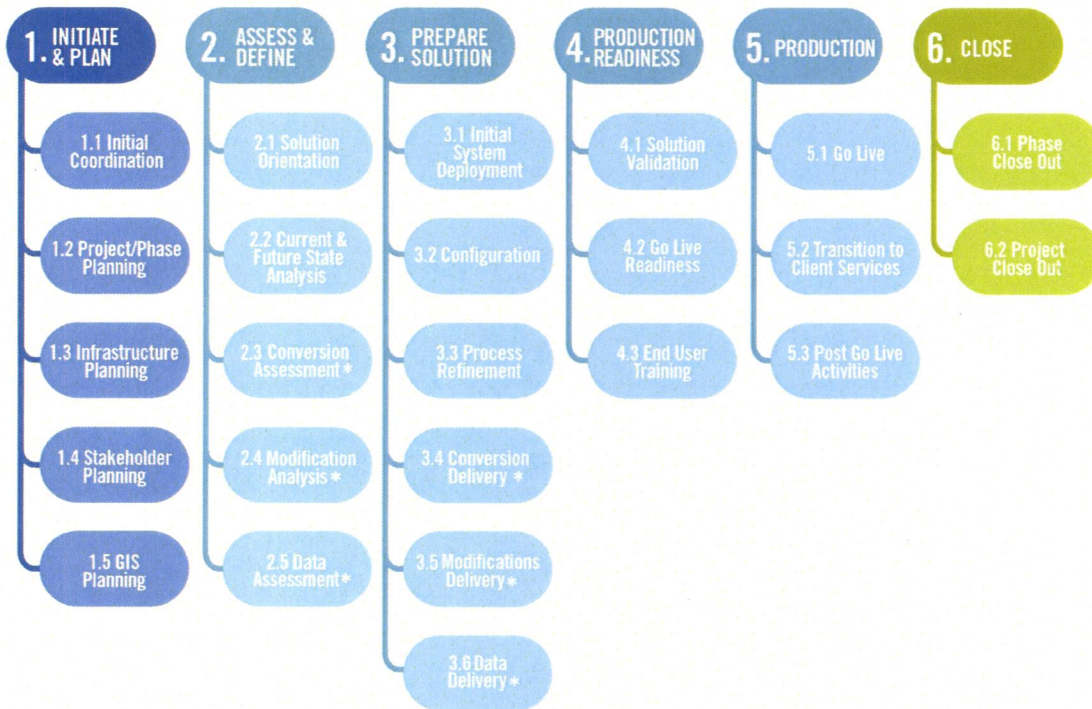 1. INITIATE
& PLAN
1.1 Initial
Coordination
1.2 Project/Phase
Planning
1.3 Infrastructure
Planning
1.4 Stakeholder
Planning
1.5 GIS
Planning
2. ASSESS &
DEFINE
2.1 Solution
Orientation
2.2 Current &
Future State
Analysis
2.3 Conversion
Assessment*
2.4 Modification
Analysis*
2.5 Data
Assessment*
3. PREPARE
SOLUTION
3.1 Initial
System
Deployment
3.2 Configuration
3.3 Process
Refinement
3.4 Conversion
Delivery *
3.5 Modifications
Delivery*
3.6 Data
Delivery*
4. PRODUCTION
READINESS
4.1 Solution
Validation
4.2 Go Live
Readiness
4.3 End User
Training
5. PRODUCTION
5.1 Go Live
5.2 Transition to
Client Services
5.3 Post Go Live
Activities
6. CLOSE
6.1 Phase
Close Out
6.2 Project
Close Out